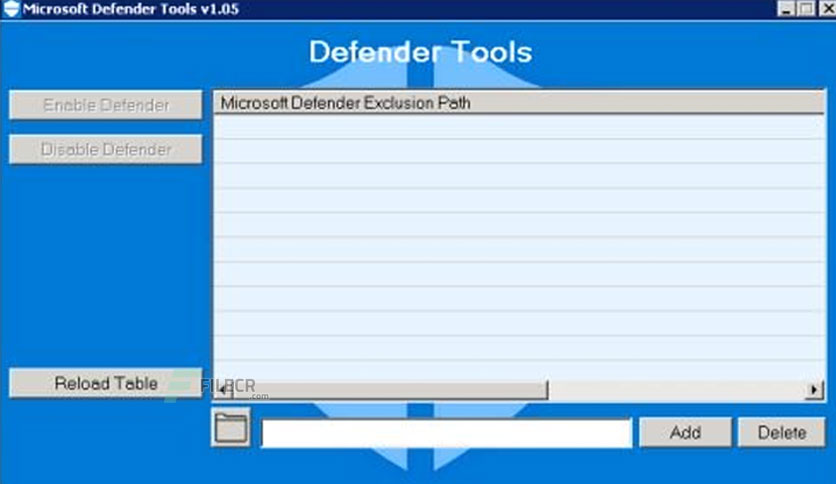 Microsoft Defender Tools v1.05
Defender Tools
Enable Defender
Microsoft Defender Exclusion Path
Disable Defender
Reload Table
FILECR
.com
Add
Delete